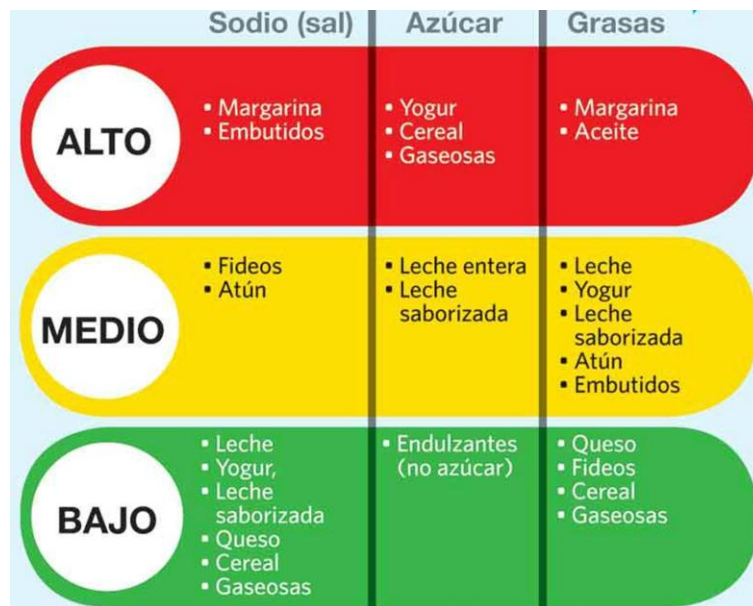 Sodio (sal)
Azúcar
Grasas
ALTO
▪ Margarina
▪ Embutidos
▪ Yogur
▪ Cereal
▪ Gaseosas
▪ Margarina
▪ Aceite
MEDIO
▪ Fideos
▪ Atún
▪ Leche entera
▪ Leche
saborizada
▪ Leche
▪ Yogur
▪ Leche
saborizada
▪ Atún
▪ Embutidos
BAJO
▪ Leche
▪ Yogur,
▪ Leche
saborizada
▪ Queso
▪ Cereal
▪ Gaseosas
▪ Endulzantes
(no azúcar)
▪ Queso
▪ Fideos
▪ Cereal
▪ Gaseosas